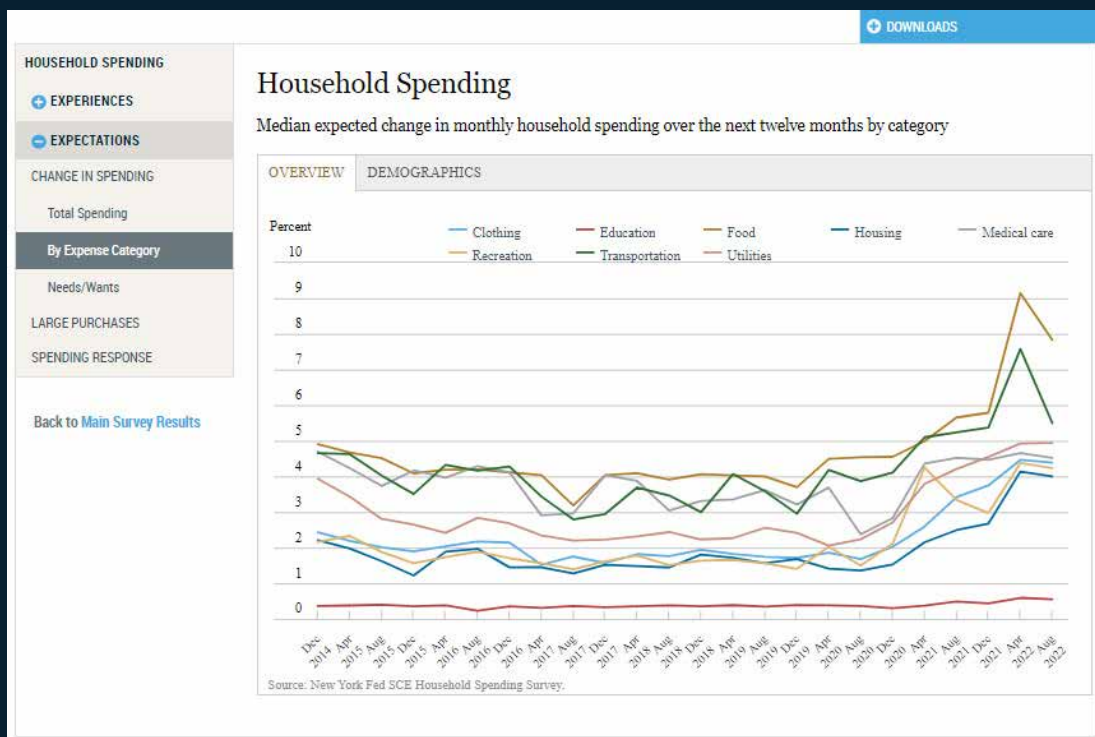 DOWNLOADS
HOUSEHOLD SPENDING
EXPERIENCES
EXPECTATIONS
CHANGE IN SPENDING
Total Spending
By Expense Category
Needs/Wants
LARGE PURCHASES
SPENDING RESPONSE
Back to Main Survey Results
Household Spending
Median expected change in monthly household spending over the next twelve months by category
OVERVIEW DEMOGRAPHICS
Percent
Clothing Education Food Housing Medical care
Recreation Transportation Utilities
10
9
8
7
6
5
4
3
2
1
0
Dec 2014
Apr 2015
Aug 2015
Dec 2015
Apr 2016
Aug 2016
Dec 2016
Apr 2017
Aug 2017
Dec 2017
Apr 2018
Aug 2018
Dec 2018
Apr 2019
Aug 2019
Dec 2019
Apr 2020
Aug 2020
Dec 2020
Apr 2021
Aug 2021
Dec 2021
Apr 2022
Aug 2022
Source: New York Fed SCE Household Spending Survey.